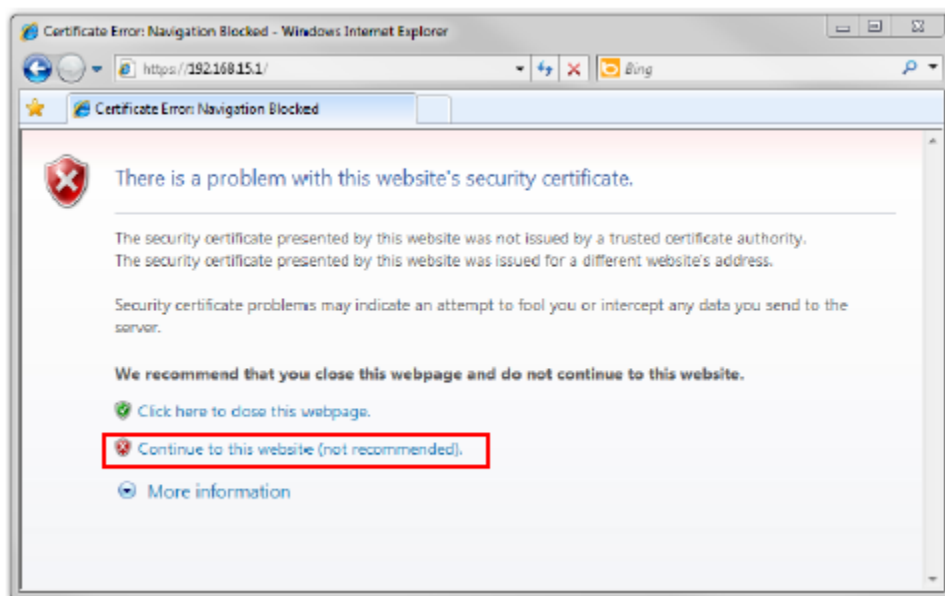 Certificate Error: Navigation Blocked - Windows Internet Explorer
https://192.168.15.1/
Bing
Certificate Error: Navigation Blocked
There is a problem with this website's security certificate.
The security certificate presented by this website was not issued by a trusted certificate authority.
The security certificate presented by this website was issued for a different website's address.
Security certificate problems may indicate an attempt to fool you or intercept any data you send to the
server.
We recommend that you close this webpage and do not continue to this website.
Click here to close this webpage.
Continue to this website (not recommended).
More information